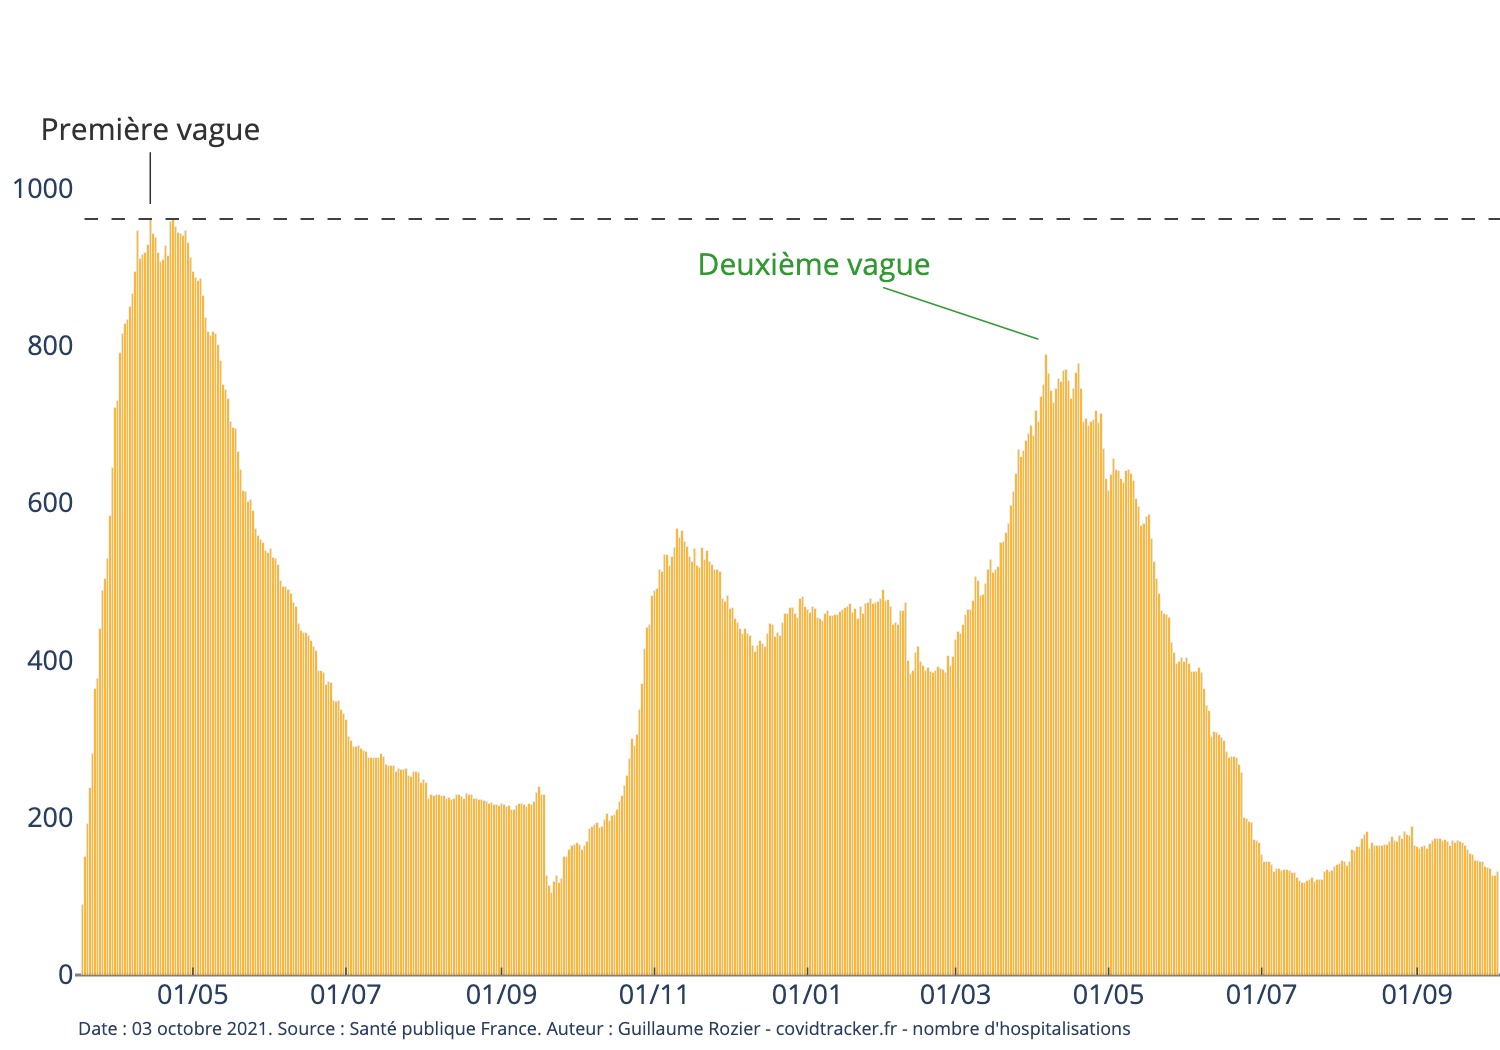 Première vague
1000
Deuxième vague
800
600
400
200
0
01/05 01/07 01/09 01/11 01/01 01/03 01/05 01/07 01/09
Date : 03 octobre 2021. Source : Santé publique France. Auteur : Guillaume Rozier - covidtracker.fr - nombre d'hospitalisations